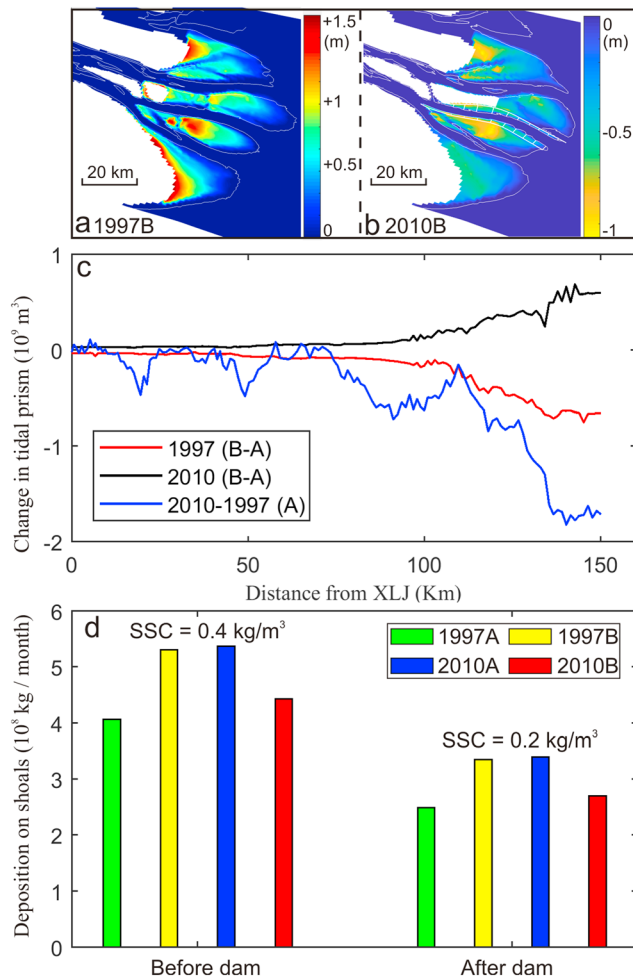 +1.5
(m)
+1
+0.5
0
20 km
a 1997B
0
(m)
-0.5
-1
20 km
b 2010B
c
Change in tidal prism (10⁹ m³)
1
0
-1
-2
1997 (B-A)
2010 (B-A)
2010-1997 (A)
0 50 100 150
Distance from XLJ (Km)
d
Deposition on shoals (10⁸ kg / month)
6
5
4
3
2
1
0
SSC = 0.4 kg/m³
1997A 1997B
2010A 2010B
SSC = 0.2 kg/m³
Before dam After dam